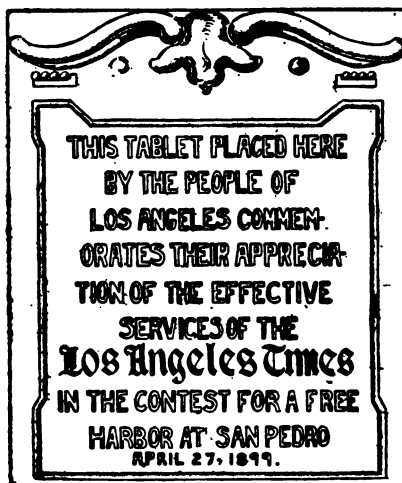 THIS TABLET PLACED HERE
BY THE PEOPLE OF
LOS ANGELES COMMEM-
ORATES THEIR APPRECIA-
TION OF THE EFFECTIVE
SERVICES OF THE
Los Angeles Times
IN THE CONTEST FOR A FREE
HARBOR AT SAN PEDRO
APRIL 27, 1899.